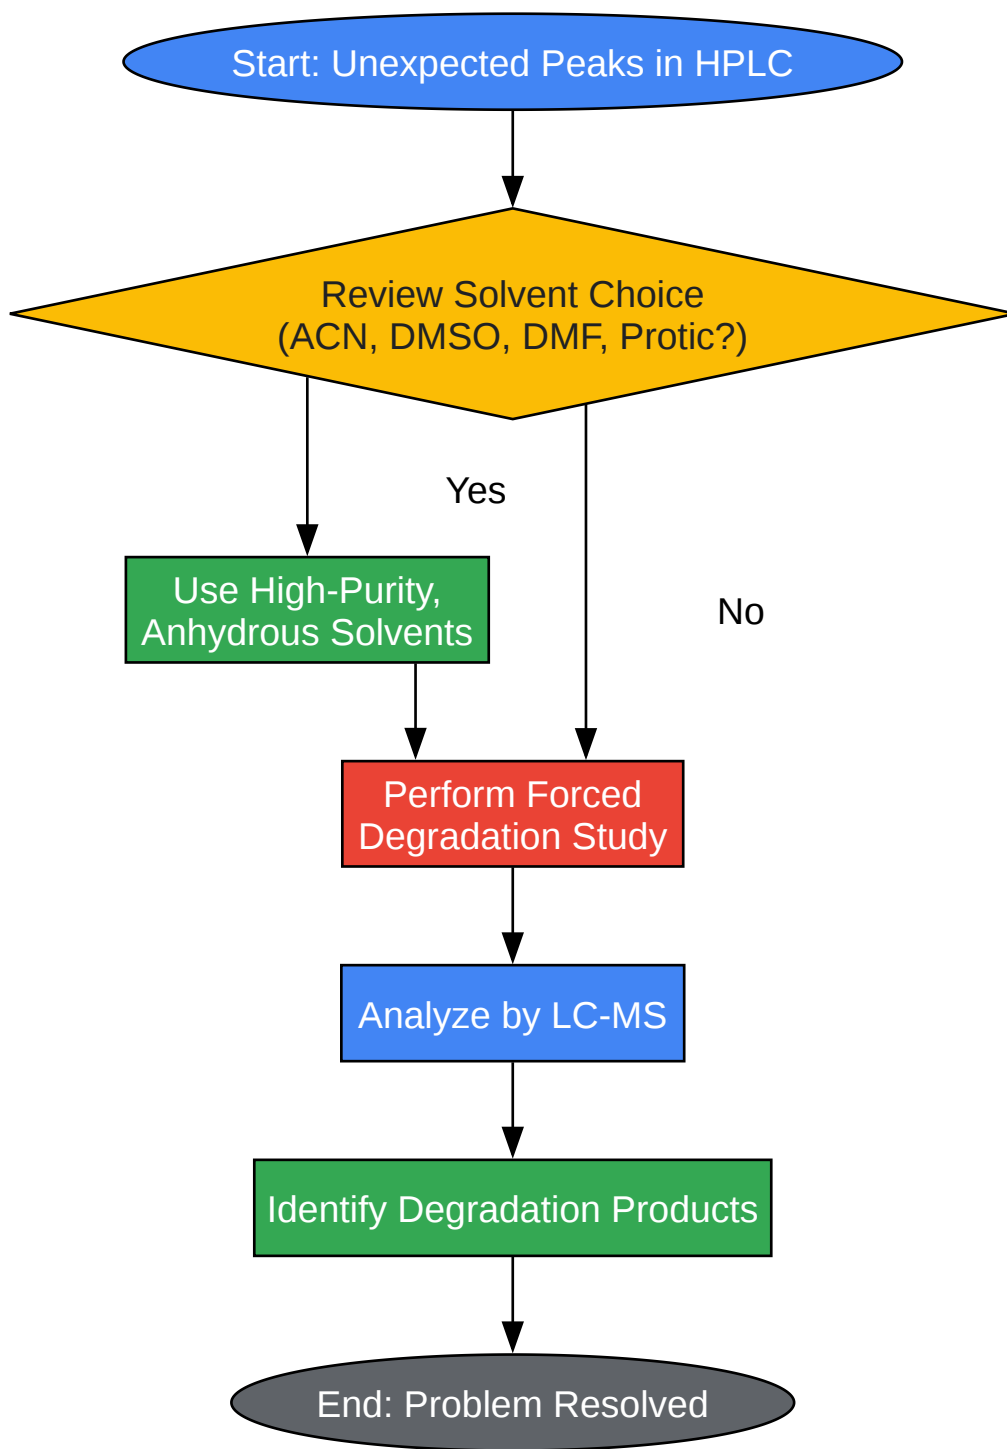 Start: Unexpected Peaks in HPLC
Review Solvent Choice
(ACN, DMSO, DMF, Protic?)
Yes
Use High-Purity,
Anhydrous Solvents
No
Perform Forced
Degradation Study
Analyze by LC-MS
Identify Degradation Products
End: Problem Resolved